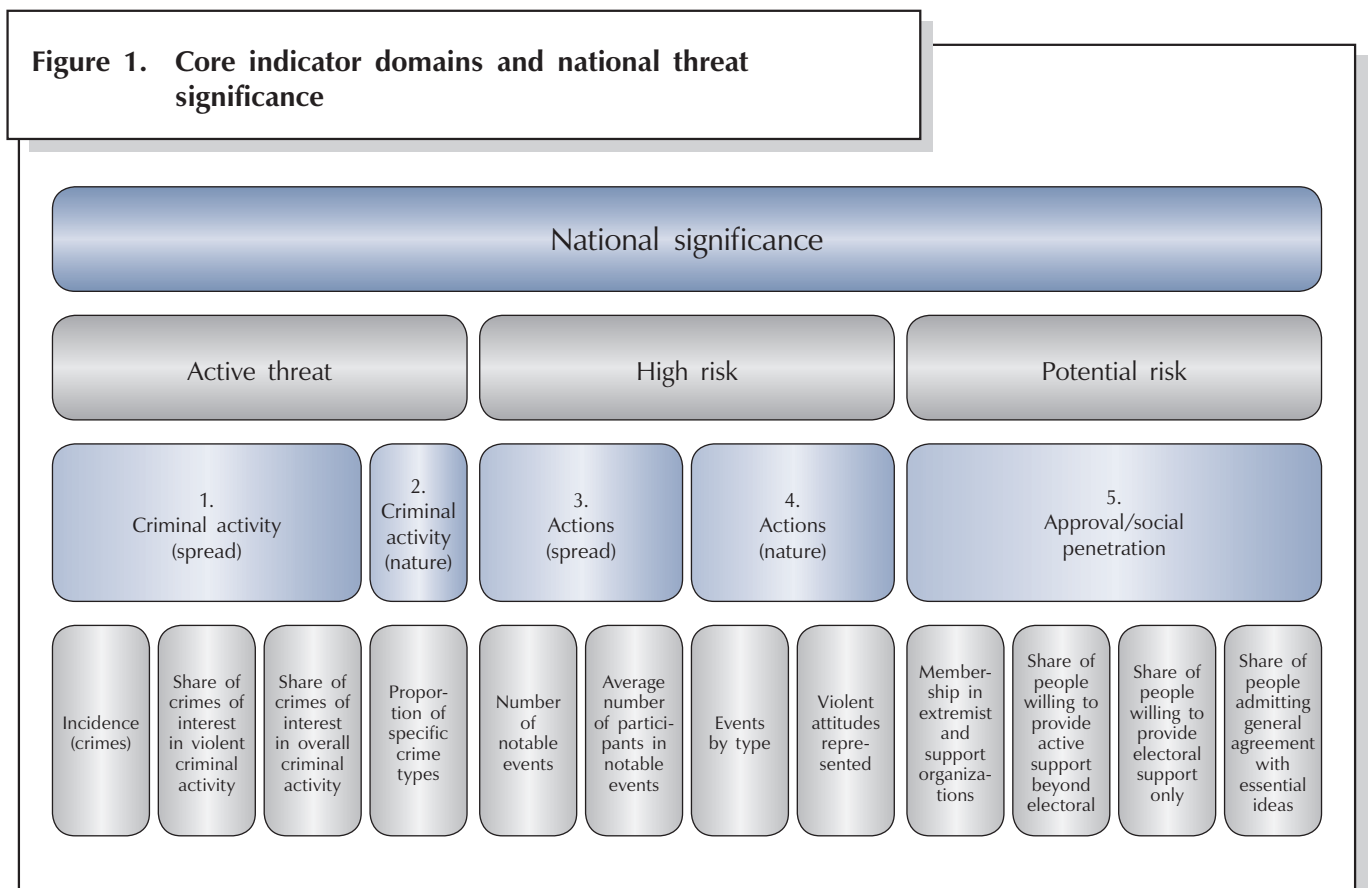 Figure 1. Core indicator domains and national threat
significance
National significance
Active threat
High risk
Potential risk
1.
Criminal activity
(spread)
2.
Criminal
activity
(nature)
3.
Actions
(spread)
4.
Actions
(nature)
5.
Approval/social
penetration
Incidence
(crimes)
Share of
crimes of
interest
in violent
criminal
activity
Share of
crimes of
interest
in overall
criminal
activity
Propor-
tion of
specific
crime
types
Number
of
notable
events
Average
number
of partici-
pants in
notable
events
Events
by type
Violent
attitudes
repre-
sented
Member-
ship in
extremist
and
support
organiza-
tions
Share of
people
willing to
provide
active
support
beyond
electoral
Share of
people
willing to
provide
electoral
support
only
Share of
people
admitting
general
agreement
with
essential
ideas